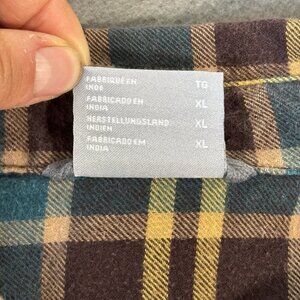 FABRIQUÉ EN TG
INDE
FABRICADO EN XL
INDIA
HERSTELLUNGSLAND XL
INDIEN
FABRICADO EM XL
INDIA